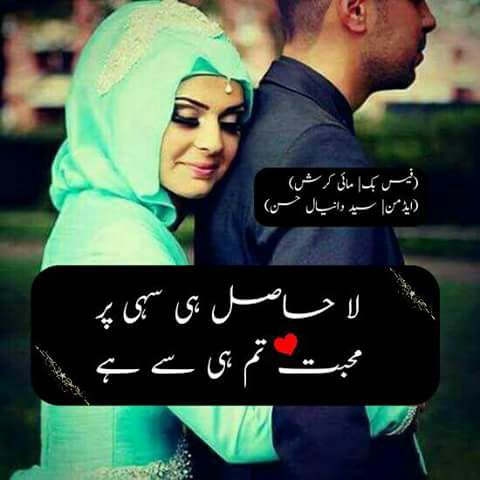 (فیس بک| مائی کرش)
(ایڈمن| سید دانیال حسن)
لا حاصل ہی سہی پر
محبت تم ہی سے ہے